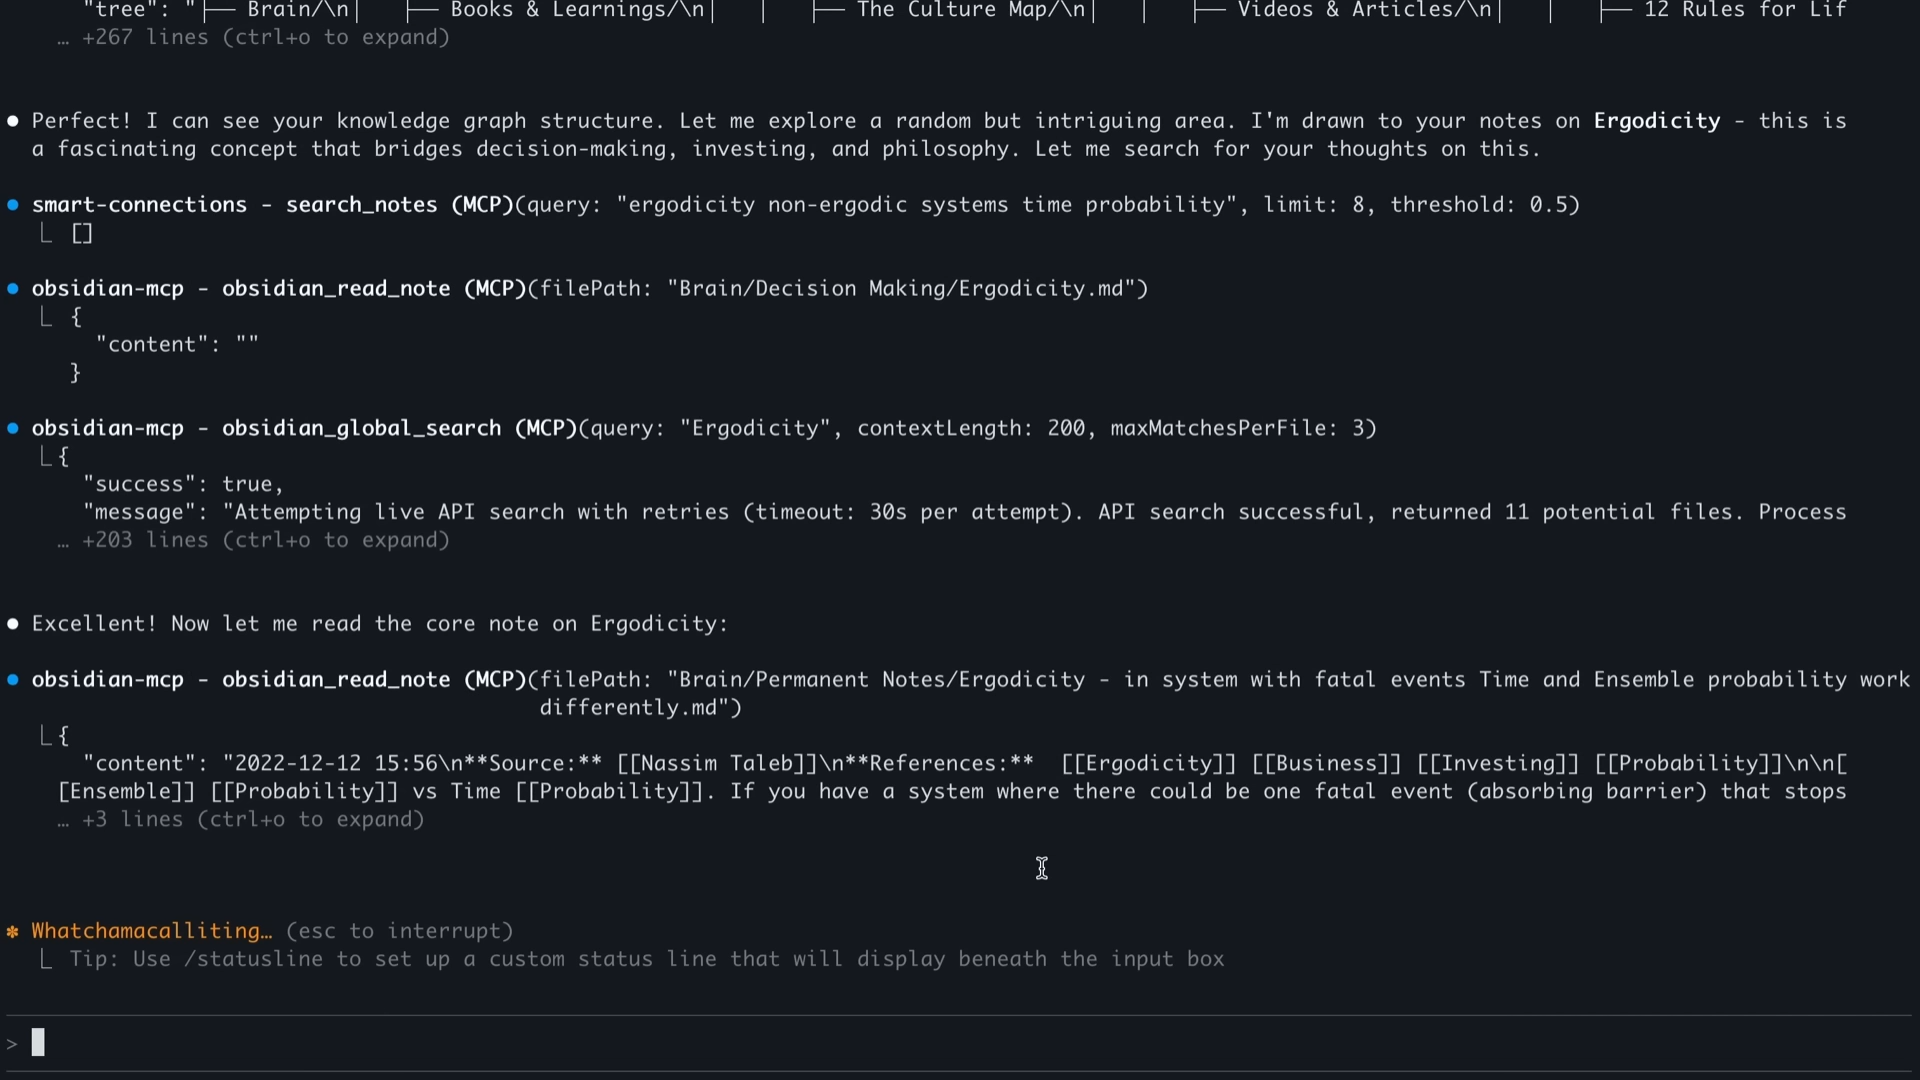 "tree": "├── Brain/\n│   ├── Books & Learnings/\n│   │   ├── The Culture Map/\n│   │   ├── Videos & Articles/\n│   │   ├── 12 Rules for Lif
… +267 lines (ctrl+o to expand)
● Perfect! I can see your knowledge graph structure. Let me explore a random but intriguing area. I'm drawn to your notes on Ergodicity - this is
a fascinating concept that bridges decision-making, investing, and philosophy. Let me search for your thoughts on this.
● smart-connections - search_notes (MCP)(query: "ergodicity non-ergodic systems time probability", limit: 8, threshold: 0.5)
⎿ []
● obsidian-mcp - obsidian_read_note (MCP)(filePath: "Brain/Decision Making/Ergodicity.md")
⎿ {
"content": ""
}
● obsidian-mcp - obsidian_global_search (MCP)(query: "Ergodicity", contextLength: 200, maxMatchesPerFile: 3)
⎿ {
"success": true,
"message": "Attempting live API search with retries (timeout: 30s per attempt). API search successful, returned 11 potential files. Process
… +203 lines (ctrl+o to expand)
● Excellent! Now let me read the core note on Ergodicity:
● obsidian-mcp - obsidian_read_note (MCP)(filePath: "Brain/Permanent Notes/Ergodicity - in system with fatal events Time and Ensemble probability work
differently.md")
⎿ {
"content": "2022-12-12 15:56\n**Source:** [[Nassim Taleb]]\n**References:**  [[Ergodicity]] [[Business]] [[Investing]] [[Probability]]\n\n[
[Ensemble]] [[Probability]] vs Time [[Probability]]. If you have a system where there could be one fatal event (absorbing barrier) that stops
… +3 lines (ctrl+o to expand)
✽ Whatchamacalliting… (esc to interrupt)
⎿ Tip: Use /statusline to set up a custom status line that will display beneath the input box
>